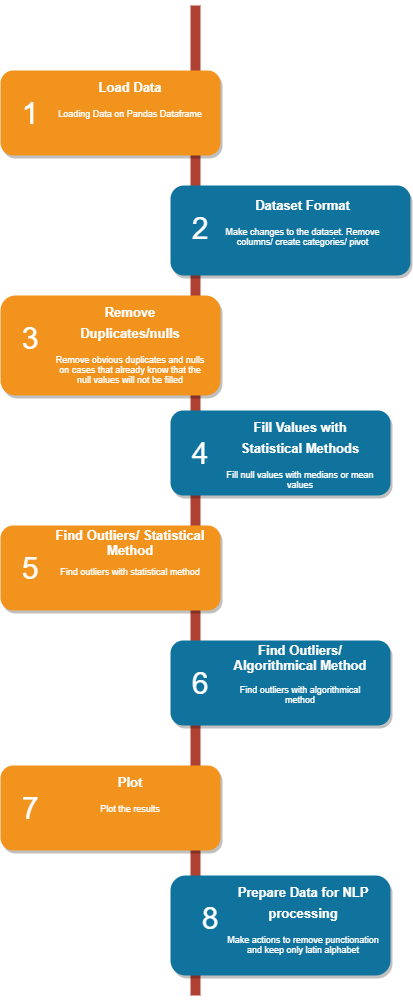 1
Load Data
Loading Data on Pandas Dataframe
2
Dataset Format
Make changes to the dataset. Remove
columns/ create categories/ pivot
3
Remove
Duplicates/nulls
Remove obvious duplicates and nulls
on cases that already know that the
null values will not be filled
4
Fill Values with
Statistical Methods
Fill null values with medians or mean
values
5
Find Outliers/ Statistical
Method
Find outliers with statistical method
6
Find Outliers/
Algorithmical Method
Find outliers with algorithmical
method
7
Plot
Plot the results
8
Prepare Data for NLP
processing
Make actions to remove punctionation
and keep only latin alphabet